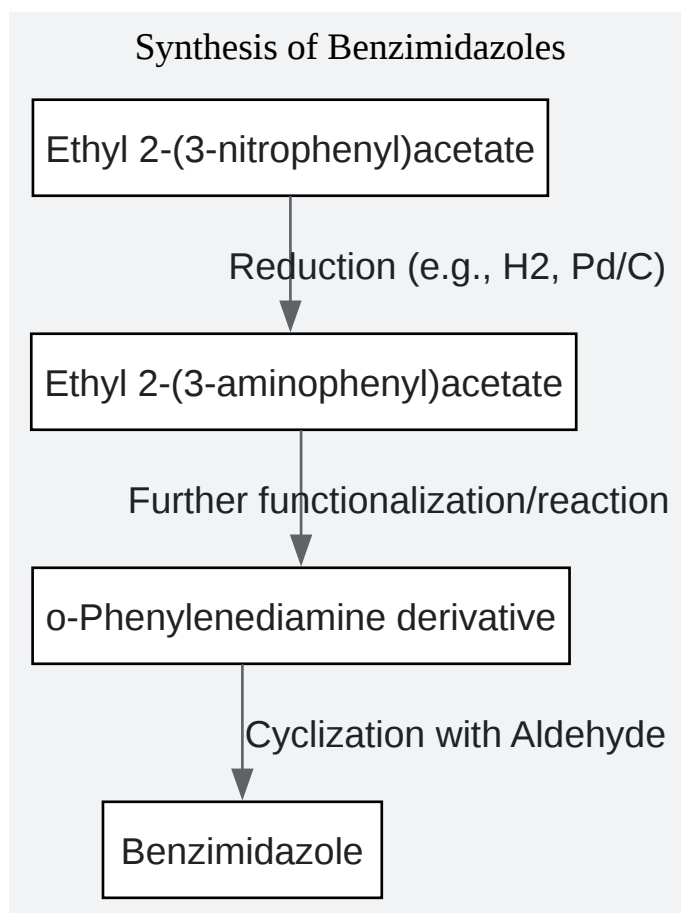 Synthesis of Benzimidazoles
Ethyl 2-(3-nitrophenyl)acetate
Reduction (e.g., H2, Pd/C)
Ethyl 2-(3-aminophenyl)acetate
Further functionalization/reaction
o-Phenylenediamine derivative
Cyclization with Aldehyde
Benzimidazole